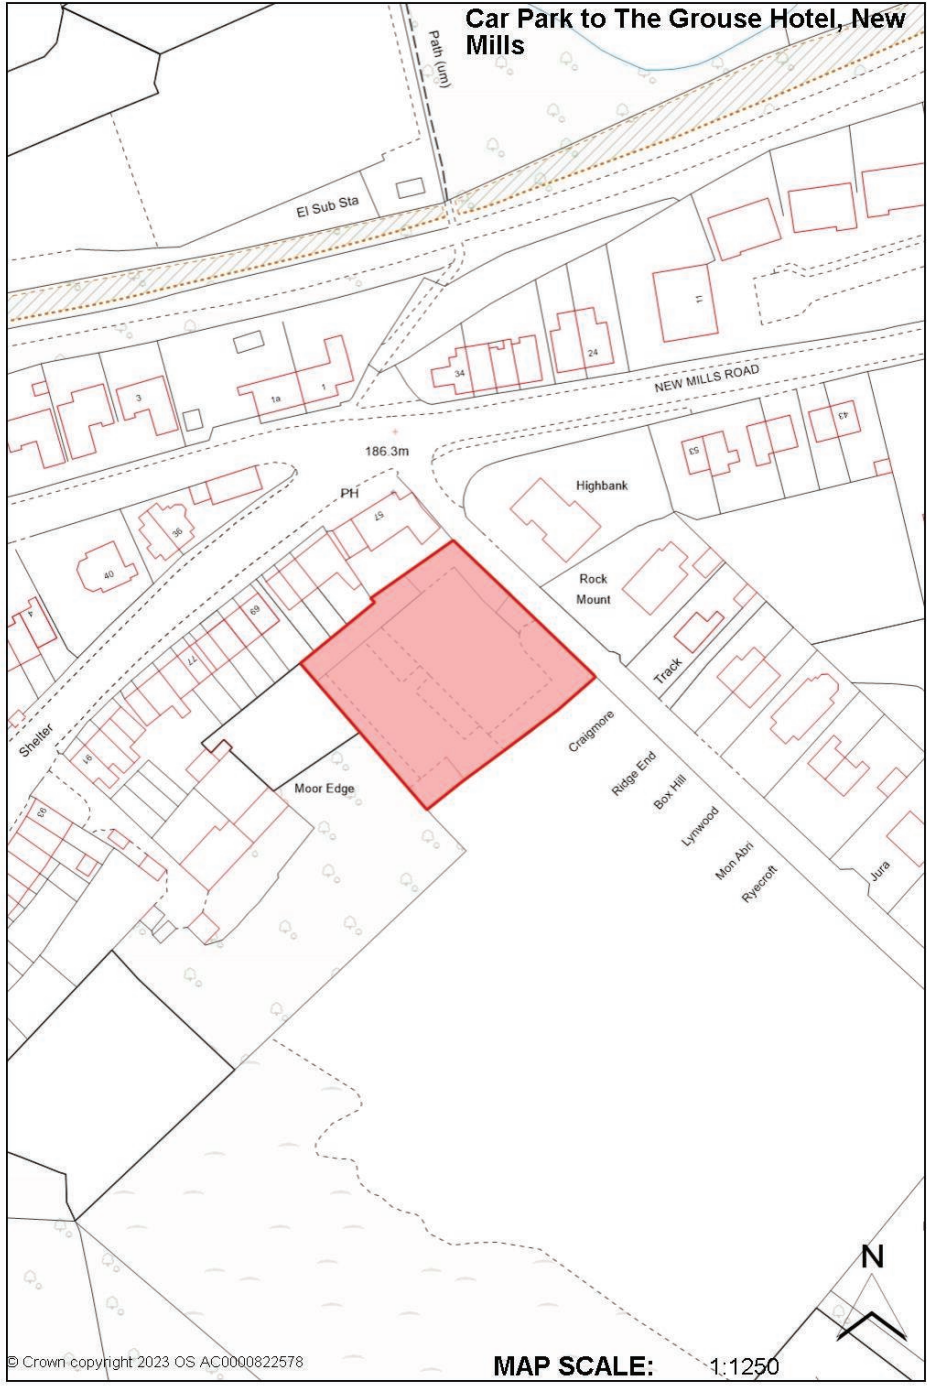 Car Park to The Grouse Hotel, New
Mills
Path (um)
El Sub Sta
11
24
34
NEW MILLS ROAD
3
1a
1
43
53
186.3m
Highbank
PH
57
36
40
Rock
Mount
4
69
77
Track
Shelter
91
Craigmore
Ridge End
Box Hill
Moor Edge
Lynwood
Mon Abri
Ryecroft
Jura
93
N
© Crown copyright 2023 OS AC0000822578
MAP SCALE: 1:1250